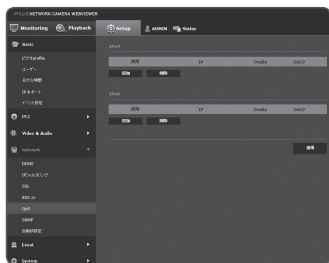 IPOLIS NETWORK CAMERA WEBVIEWER
Monitoring Playback Setup ADMIN Status
Basic
ビデオprofile
ユーザー
日付＆時間
IP＆ポート
イベント設定
PTZ
Video & Audio
Network
DDNS
IPフィルタリング
SSL
802.1x
QoS
SNMP
自動IP設定
Event
System
IPv4
使用 IP Prefix DSCP
追加 削除
IPv6
使用 IP Prefix DSCP
追加 削除
適用